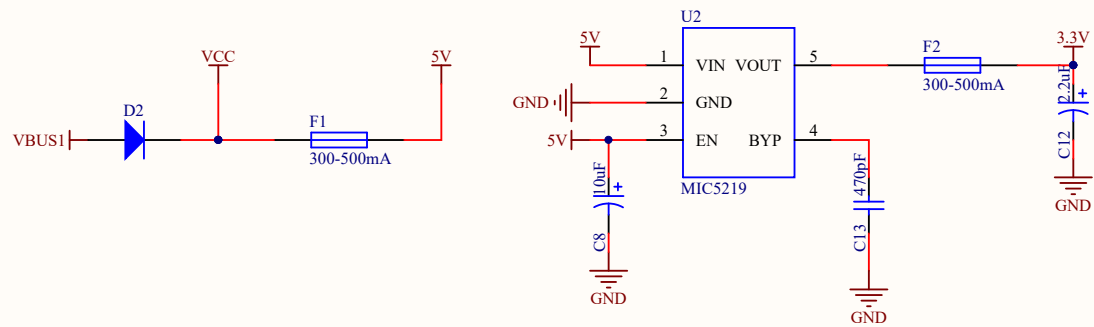 VCC
5V
D2
VBUS1
F1
300-500mA
U2
5V
1
VIN
VOUT
5
F2
300-500mA
3.3V
GND
2
GND
5V
3
EN
BYP
4
MIC5219
10uF
C8
GND
470pF
C13
GND
2.2uF
C12
GND